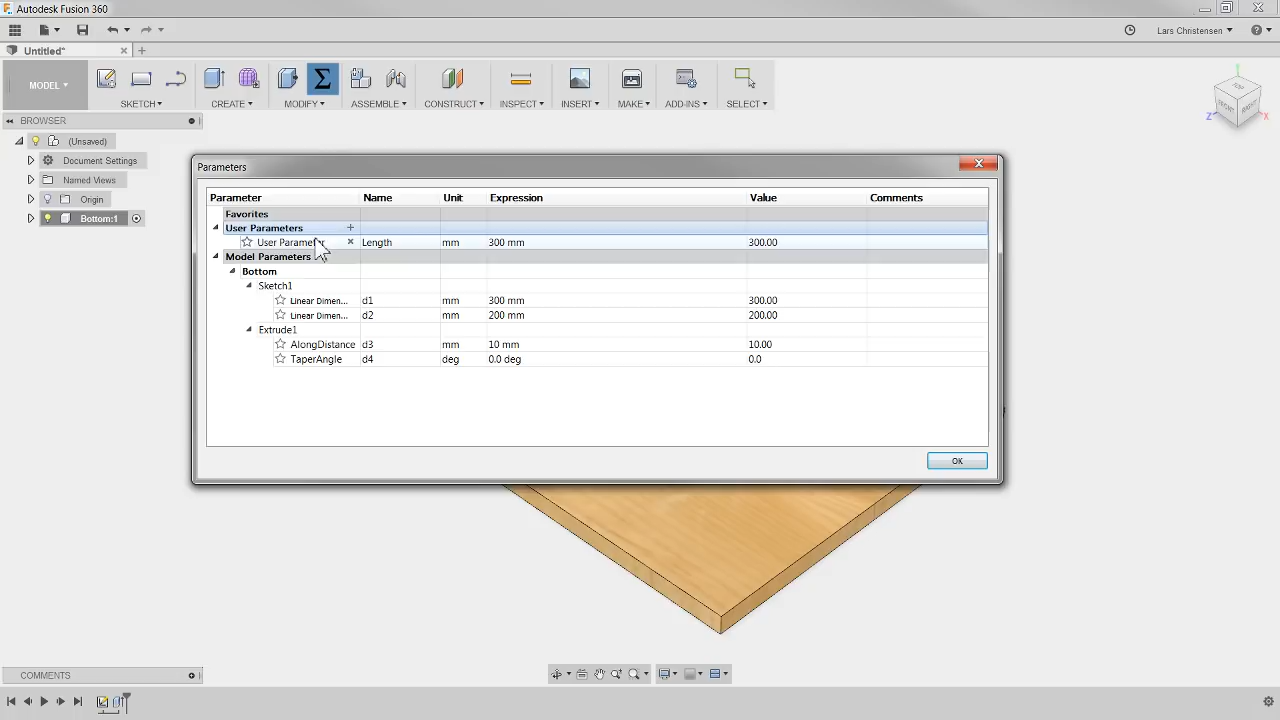 Autodesk Fusion 360
Lars Christensen
Untitled*
MODEL
SKETCH
CREATE
MODIFY
ASSEMBLE
CONSTRUCT
INSPECT
INSERT
MAKE
ADD-INS
SELECT
TOP
FRONT
RIGHT
Z
X
BROWSER
(Unsaved)
Document Settings
Named Views
Origin
Bottom:1
Parameters
Parameter Name Unit Expression Value Comments
Favorites
User Parameters +
User Parameter Length mm 300 mm 300.00
Model Parameters
Bottom
Sketch1
Linear Dimen... d1 mm 300 mm 300.00
Linear Dimen... d2 mm 200 mm 200.00
Extrude1
AlongDistance d3 mm 10 mm 10.00
TaperAngle d4 deg 0.0 deg 0.0
OK
COMMENTS